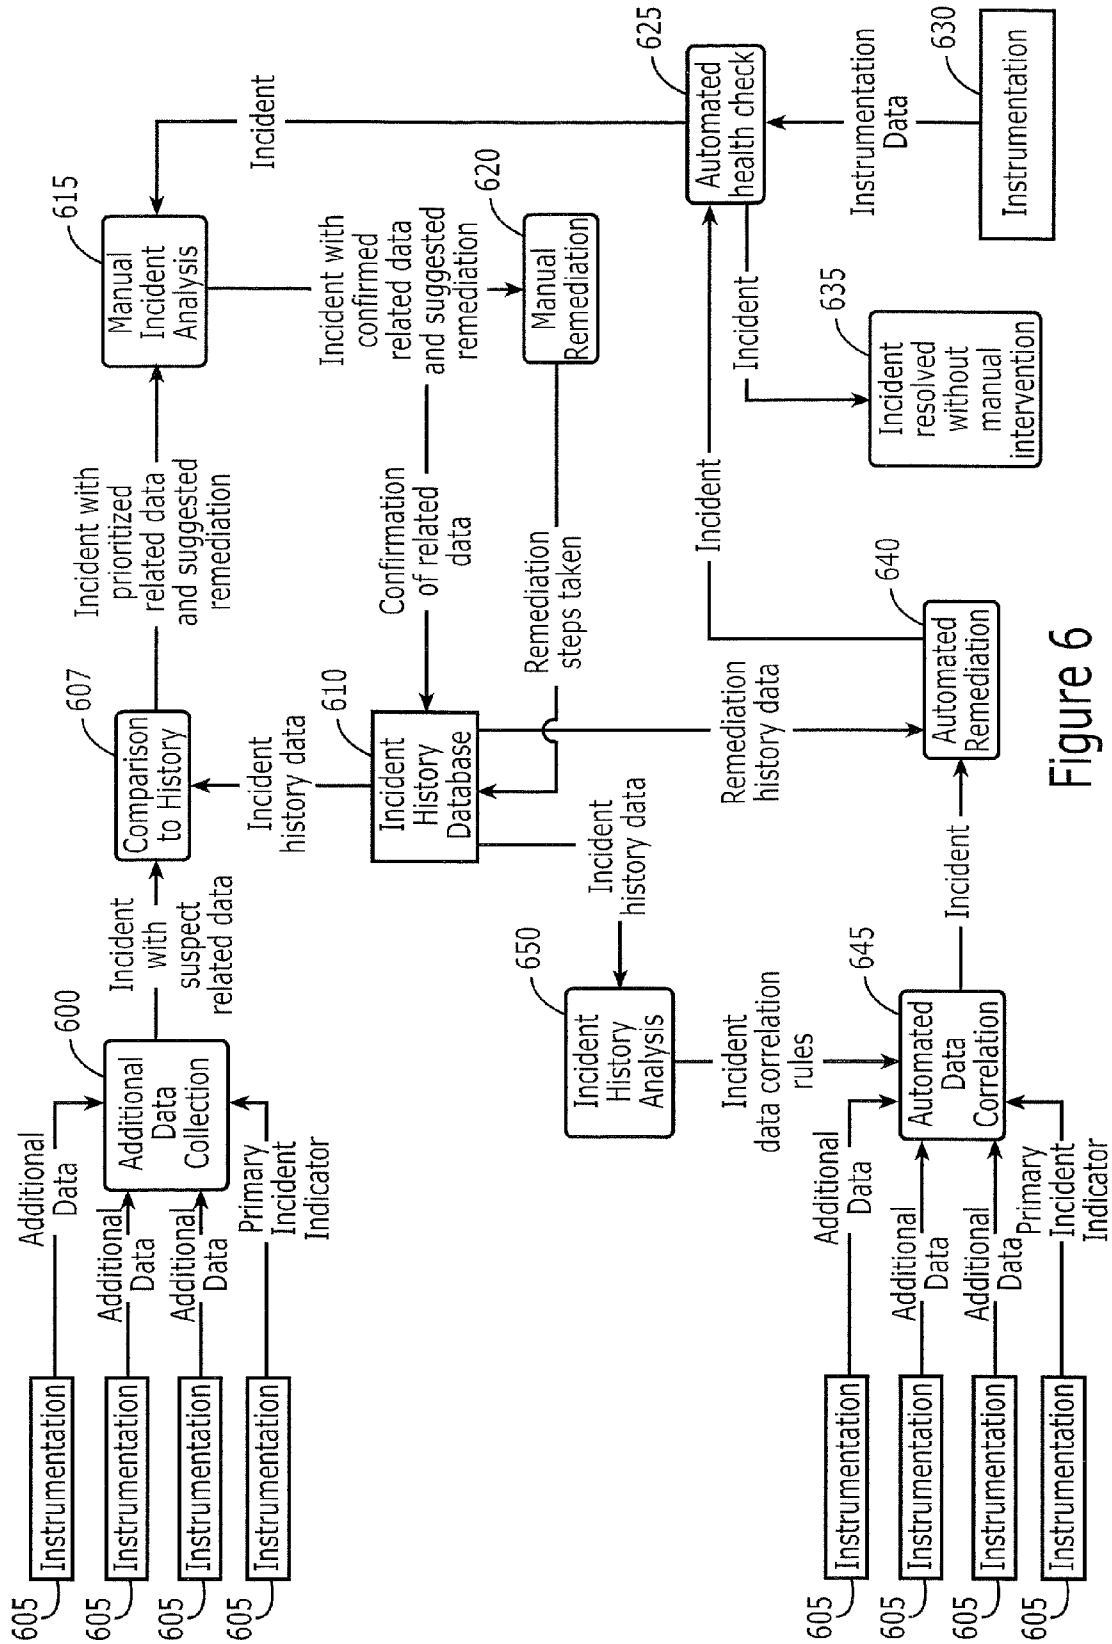 605
Instrumentation
605
Instrumentation
605
Instrumentation
605
Instrumentation
Additional
Data
Additional
Data
Additional
Data
Primary
Incident
Indicator
600
Additional
Data
Collection
Incident
with
suspect
related data
607
Comparison
to History
Incident with
prioritized
related data
and suggested
remediation
615
Manual
Incident
Analysis
Incident
Incident
history data
610
Incident
History
Database
Confirmation
of related
data
Incident with
confirmed
related data
and suggested
remediation
620
Manual
Remediation
Remediation
steps taken
Incident
history data
650
Incident
History
Analysis
Incident
data correlation
rules
Remediation
history data
Incident
625
Automated
health check
Instrumentation
Data
630
Instrumentation
Incident
635
Incident
resolved
without
manual
intervention
640
Automated
Remediation
Incident
645
Automated
Data
Correlation
Additional
Data
Additional
Data
Additional
Data
Primary
Incident
Indicator
605
Instrumentation
605
Instrumentation
605
Instrumentation
605
Instrumentation
Figure 6